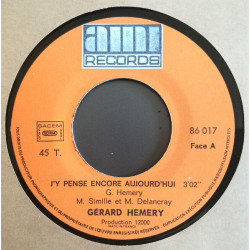 ami
RECORDS
SACEM
86 017
45 T.
Face A
J'Y PENSE ENCORE AUJOURD'HUI 3'02"
G. Hemery
M. Simille et M. Delancray
GÉRARD HEMERY
Production 12000